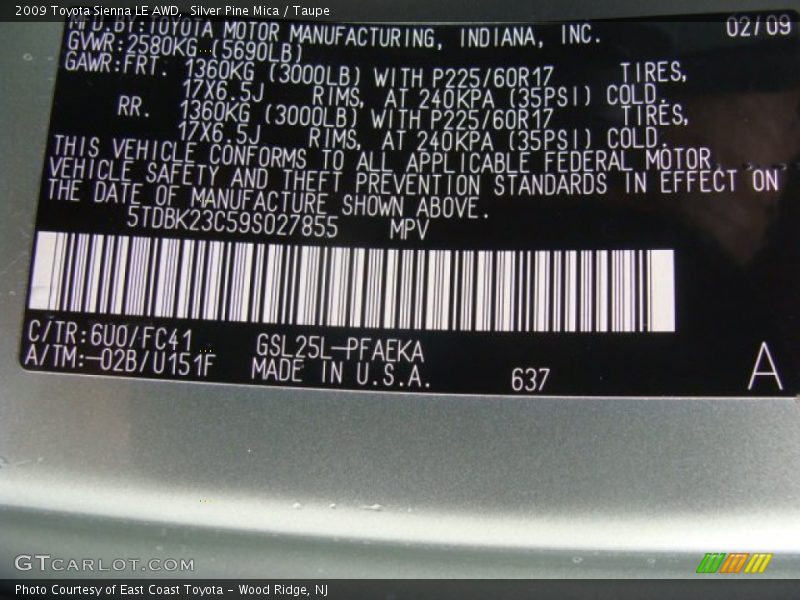 2009 Toyota Sienna LE AWD, Silver Pine Mica / Taupe
MFD.BY:TOYOTA MOTOR MANUFACTURING, INDIANA, INC. 02/09
GVWR:2580KG (5690LB)
GAWR:FRT. 1360KG (3000LB) WITH P225/60R17 TIRES,
17X6.5J RIMS, AT 240KPA (35PSI) COLD.
RR. 1360KG (3000LB) WITH P225/60R17 TIRES,
17X6.5J RIMS, AT 240KPA (35PSI) COLD.
THIS VEHICLE CONFORMS TO ALL APPLICABLE FEDERAL MOTOR
VEHICLE SAFETY AND THEFT PREVENTION STANDARDS IN EFFECT ON
THE DATE OF MANUFACTURE SHOWN ABOVE.
5TDBK23C59S027855 MPV
C/TR:6U0/FC41 GSL25L-PFAEKA
A/TM:-02B/U151F MADE IN U.S.A. 637 A
GTCARLOT.COM
Photo Courtesy of East Coast Toyota - Wood Ridge, NJ